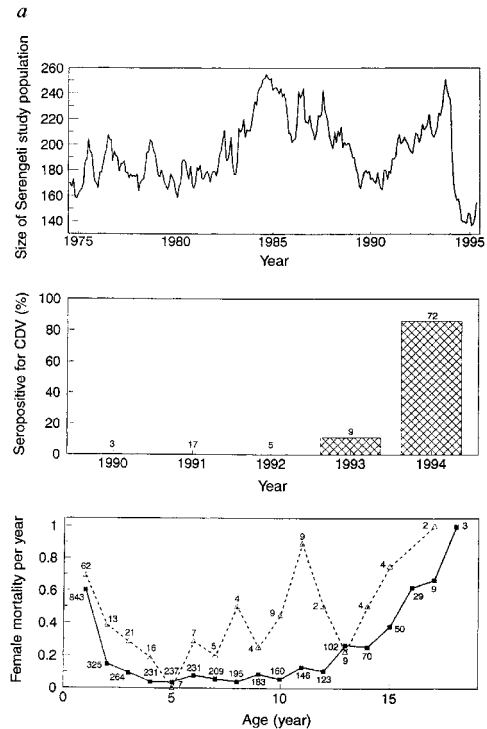 a
Size of Serengeti study population
260
240
220
200
180
160
140
1975 1980 1985 1990 1995
Year
Seropositive for CDV (%)
100
80
60
40
20
0
3 17 5 9 72
1990 1991 1992 1993 1994
Year
Female mortality per year
1
0.8
0.6
0.4
0.2
0
62 13 21 16 7 7 5 4 4 9 9 2 9 4 4 2
843 325 264 231 237 231 209 195 183 160 146 123 102 70 50 29 9 3
0 5 10 15
Age (year)